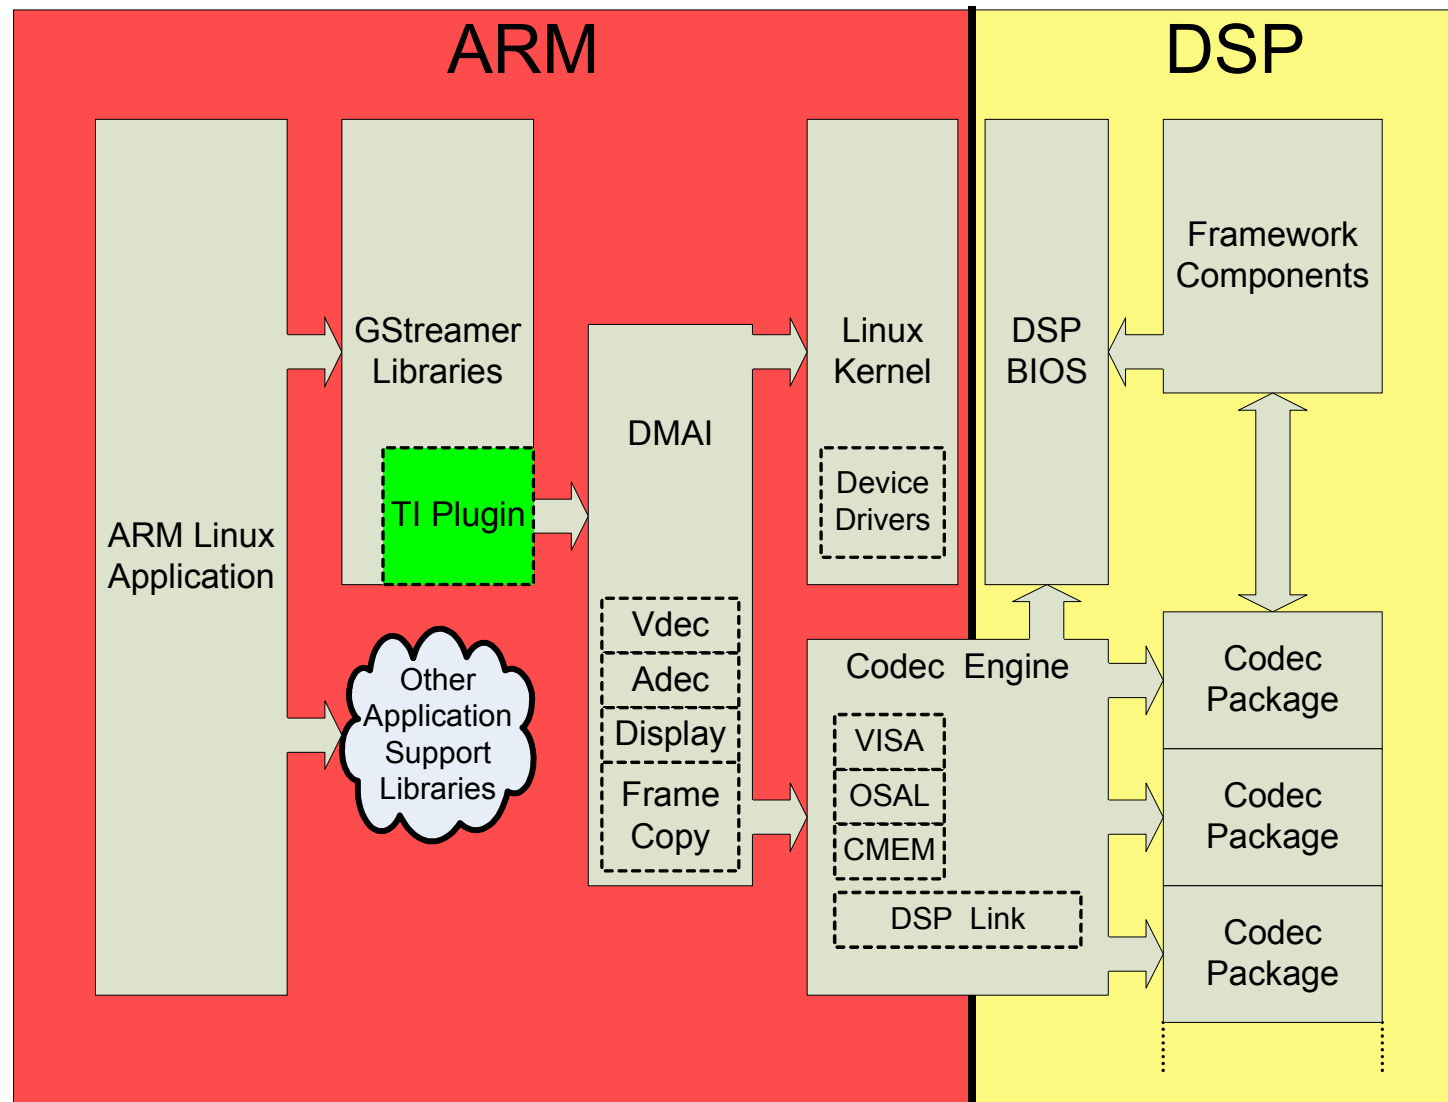 ARM
DSP
ARM Linux
Application
GStreamer
Libraries
TI Plugin
Other
Application
Support
Libraries
DMAI
Vdec
Adec
Display
Frame
Copy
Linux
Kernel
Device
Drivers
Codec Engine
VISA
OSAL
CMEM
DSP Link
DSP
BIOS
Framework
Components
Codec
Package
Codec
Package
Codec
Package